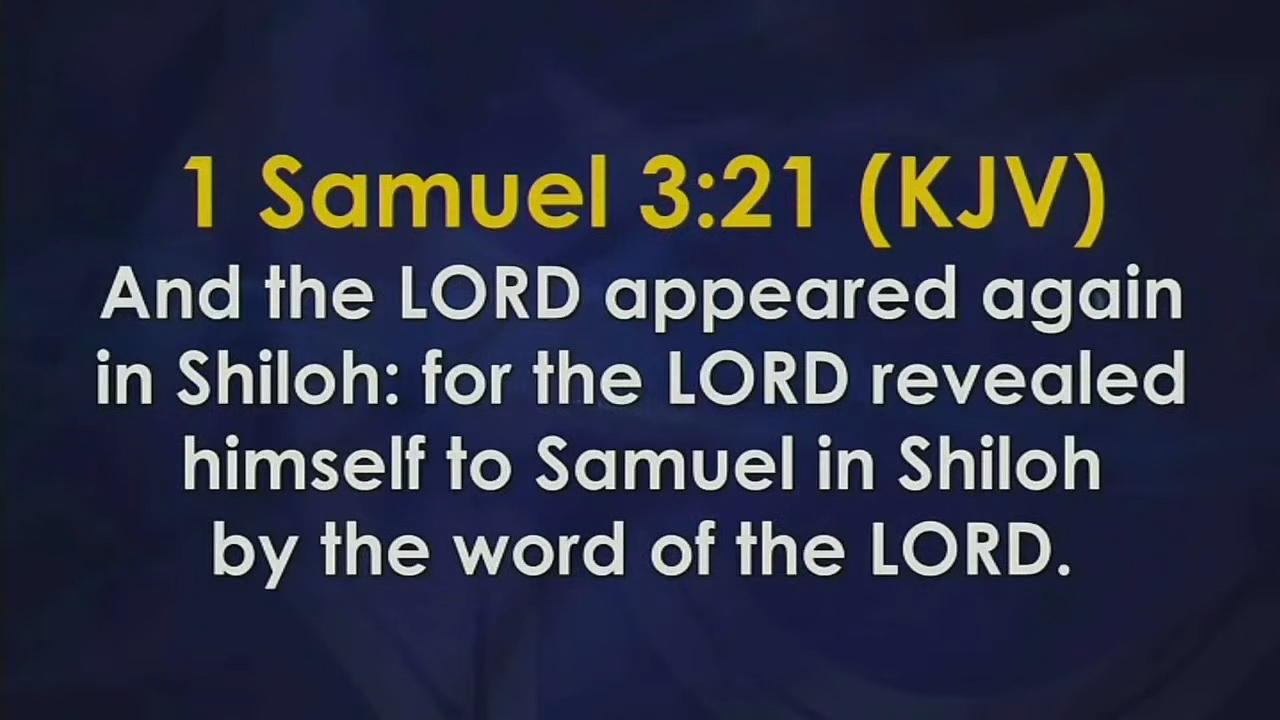 1 Samuel 3:21 (KJV)
And the LORD appeared again
in Shiloh: for the LORD revealed
himself to Samuel in Shiloh
by the word of the LORD.